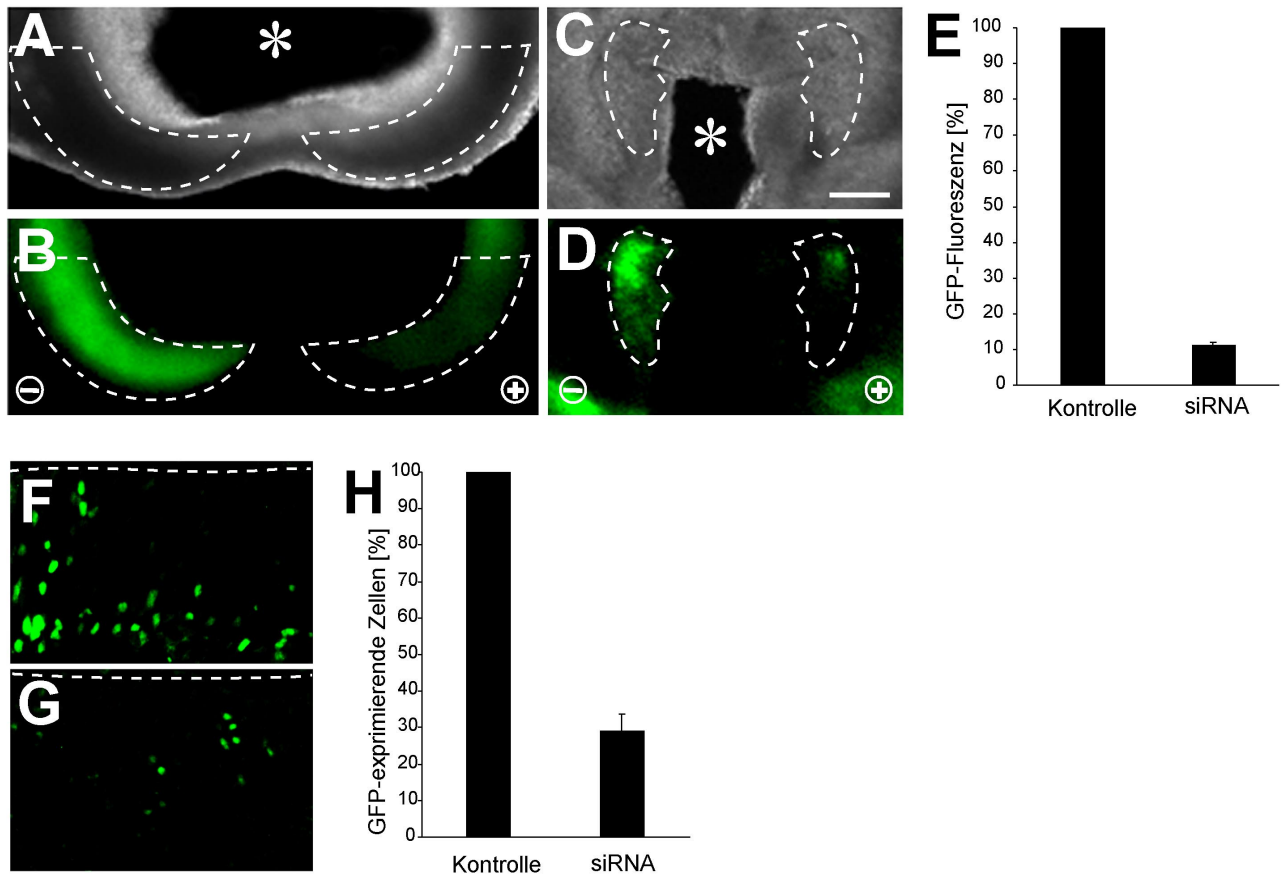 A
*
C
*
B
−
+
D
−
+
E
GFP-Fluoreszenz [%]
100
90
80
70
60
50
40
30
20
10
0
Kontrolle
siRNA
F
G
H
GFP-exprimierende Zellen [%]
100
90
80
70
60
50
40
30
20
10
0
Kontrolle
siRNA